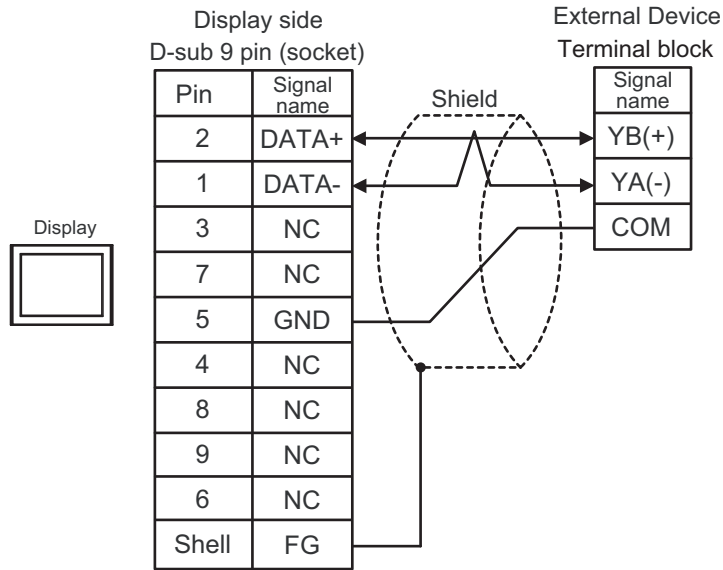 Display side
D-sub 9 pin (socket)
External Device
Terminal block
Pin Signal name
2 DATA+
1 DATA-
3 NC
7 NC
5 GND
4 NC
8 NC
9 NC
6 NC
Shell FG
Display
Shield
Signal name
YB(+)
YA(-)
COM